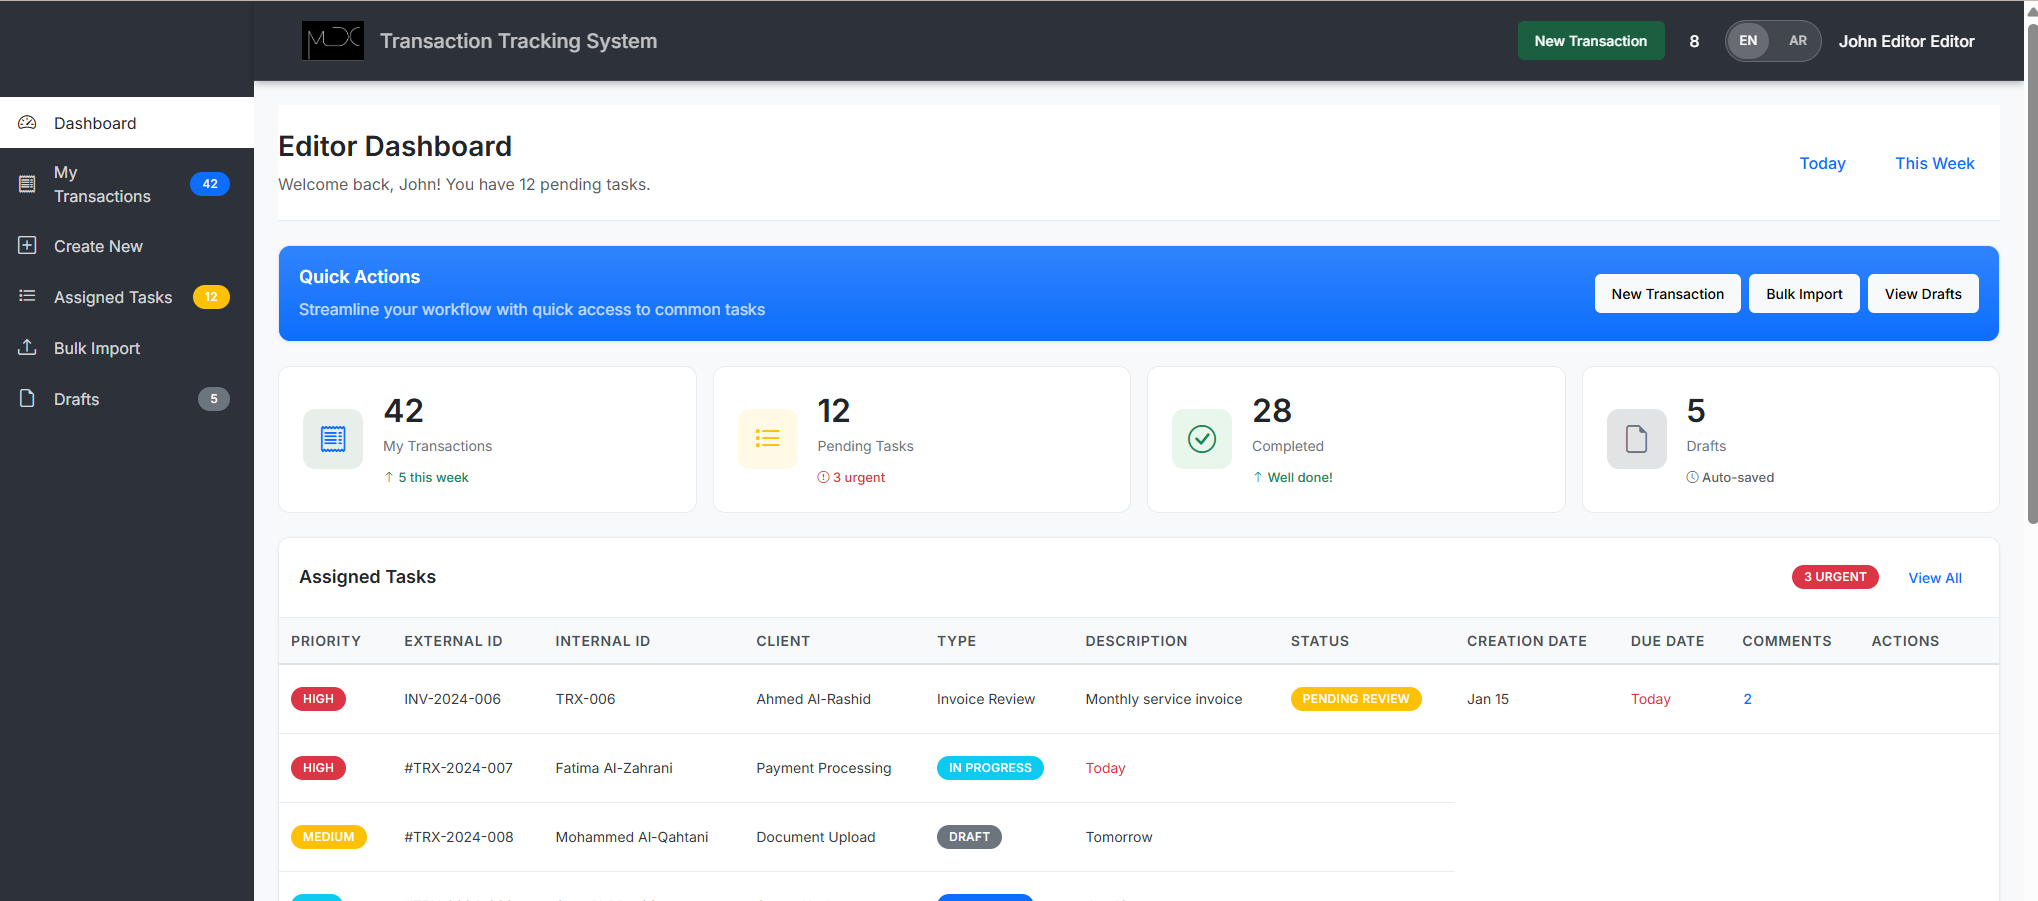 MDC
Transaction Tracking System
New Transaction
8
EN
AR
John Editor Editor
Dashboard
My
Transactions
42
Create New
Assigned Tasks
12
Bulk Import
Drafts
5
Editor Dashboard
Welcome back, John! You have 12 pending tasks.
Today
This Week
Quick Actions
Streamline your workflow with quick access to common tasks
New Transaction
Bulk Import
View Drafts
42
My Transactions
↑ 5 this week
12
Pending Tasks
3 urgent
28
Completed
↑ Well done!
5
Drafts
Auto-saved
Assigned Tasks
3 URGENT
View All
PRIORITY EXTERNAL ID INTERNAL ID CLIENT TYPE DESCRIPTION STATUS CREATION DATE DUE DATE COMMENTS ACTIONS
HIGH INV-2024-006 TRX-006 Ahmed Al-Rashid Invoice Review Monthly service invoice PENDING REVIEW Jan 15 Today 2
HIGH #TRX-2024-007 Fatima Al-Zahrani Payment Processing IN PROGRESS Today
MEDIUM #TRX-2024-008 Mohammed Al-Qahtani Document Upload DRAFT Tomorrow